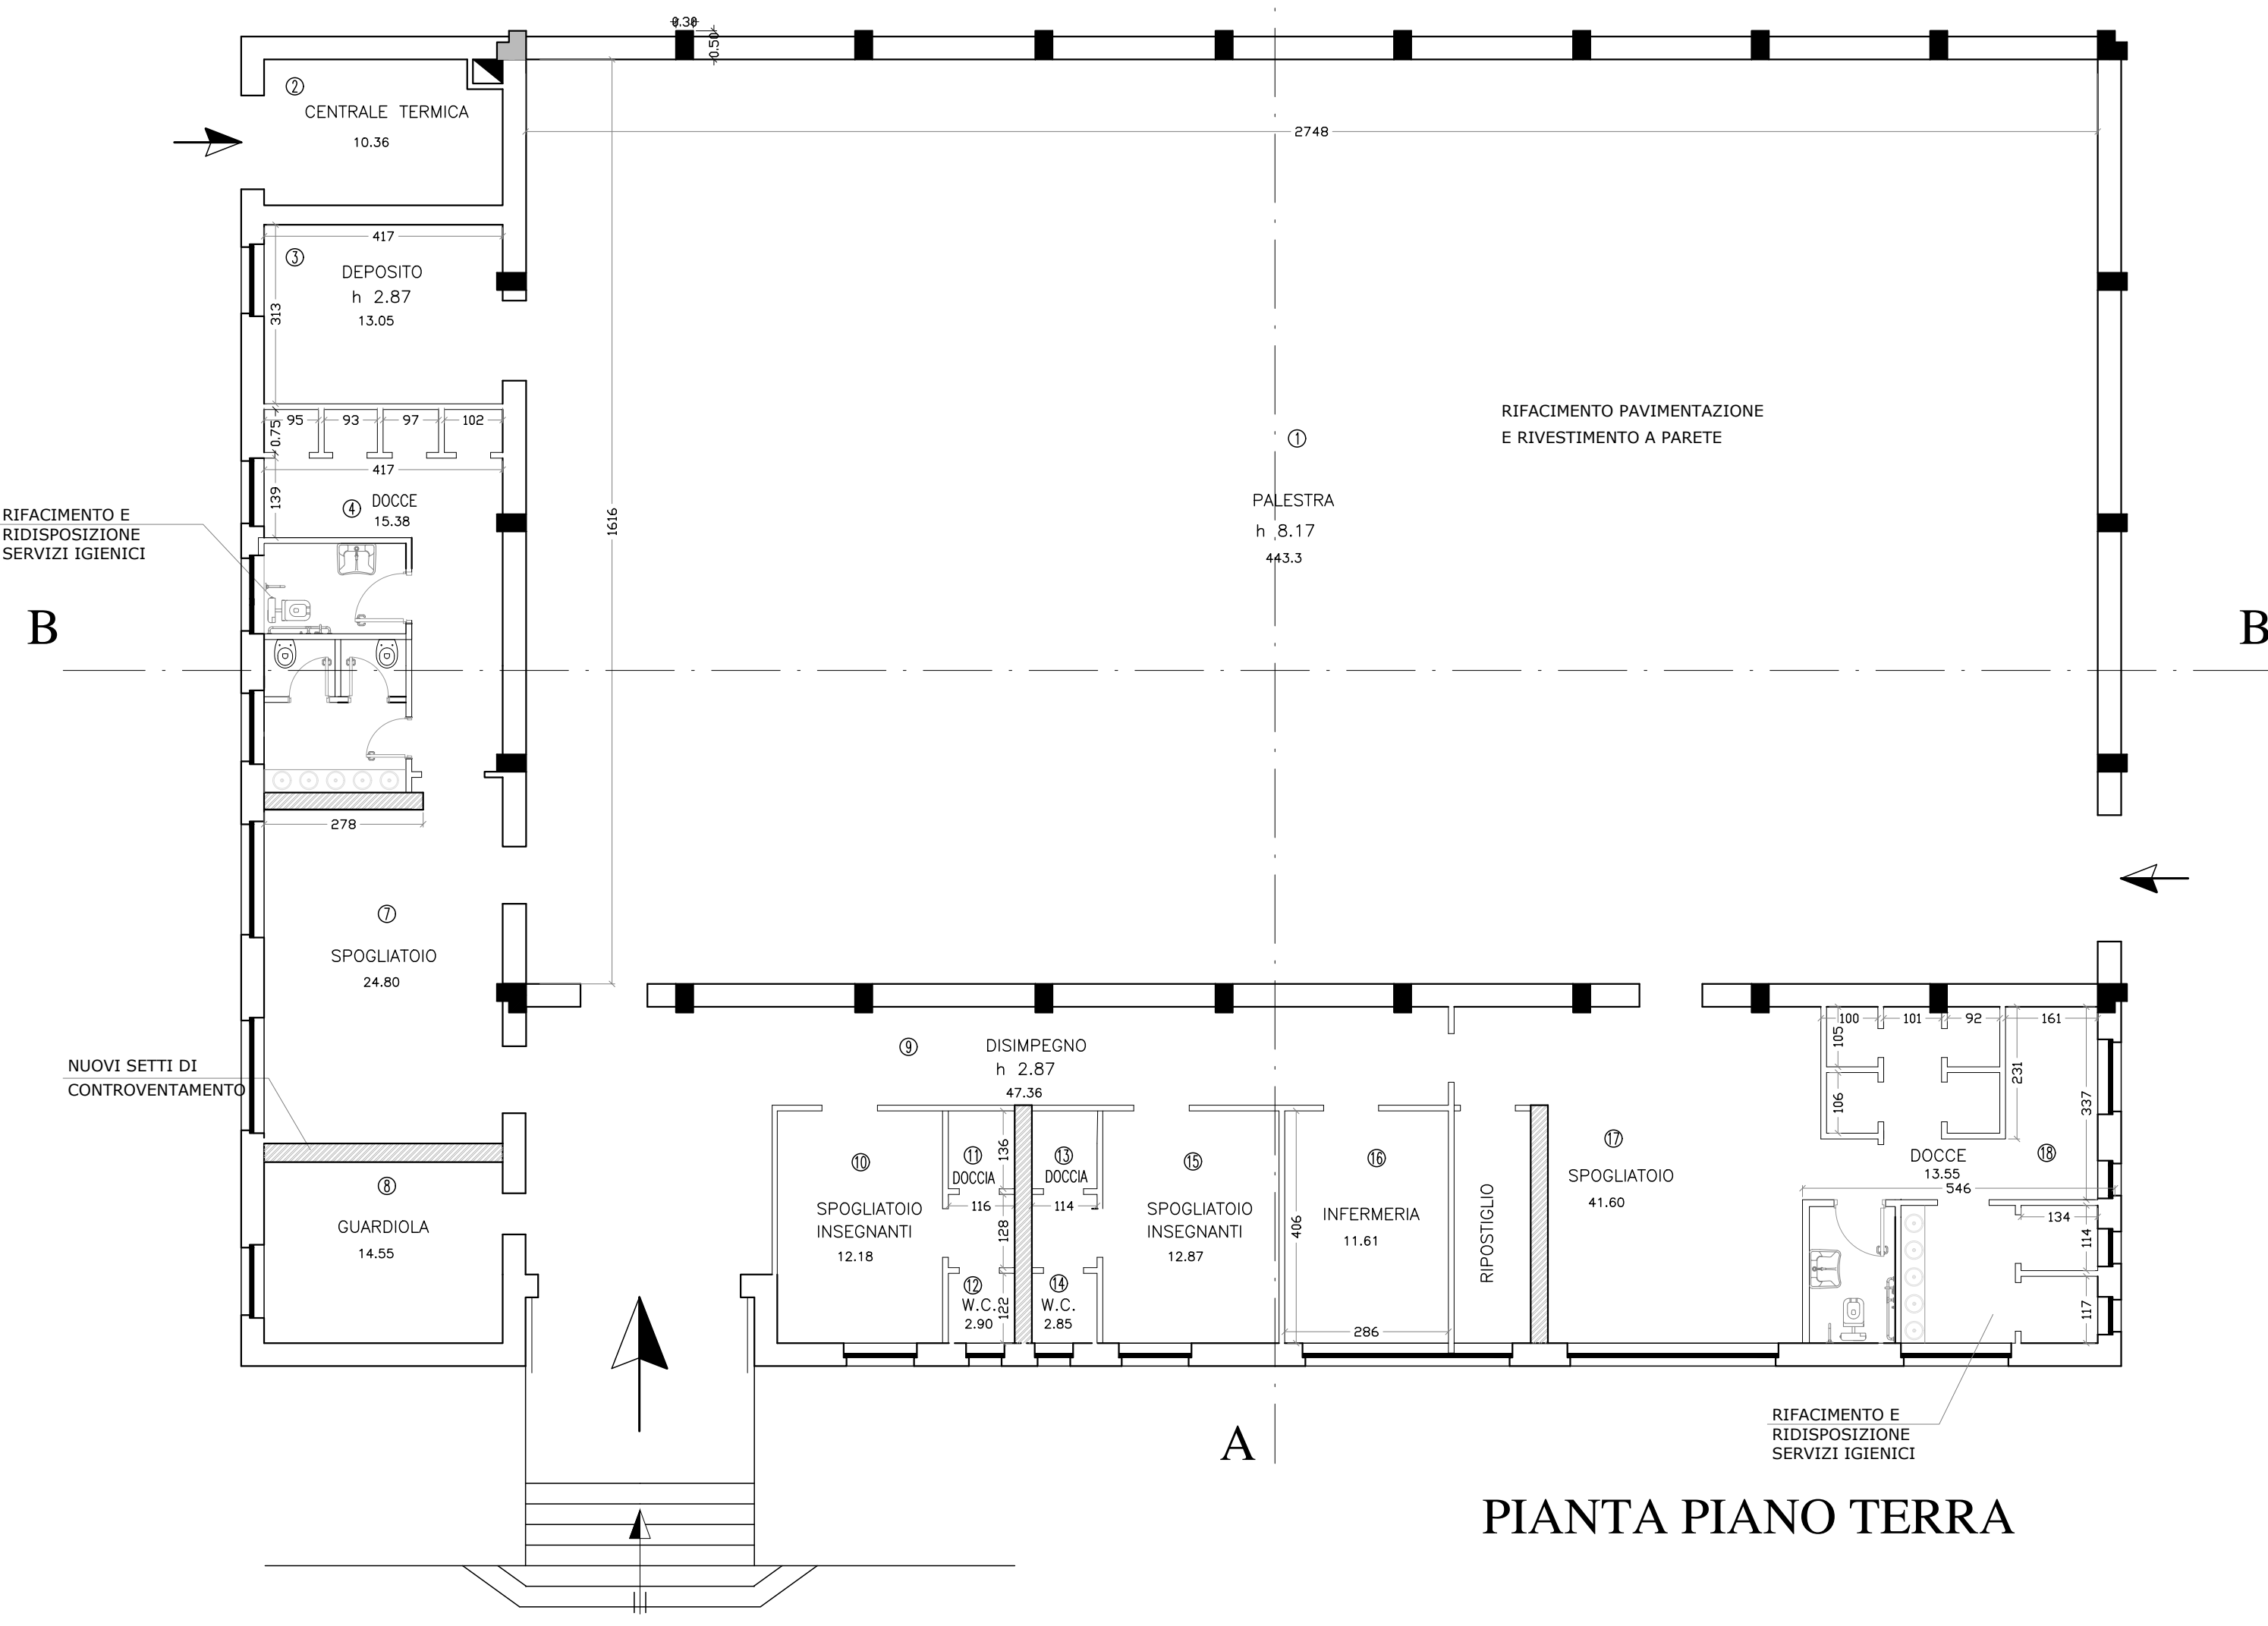 0.30
0.50
②
CENTRALE TERMICA
10.36
2748
417
③
DEPOSITO
h 2.87
13.05
313
95
93
97
102
0.75
417
139
④
DOCCE
15.38
1616
RIFACIMENTO PAVIMENTAZIONE
E RIVESTIMENTO A PARETE
①
PALESTRA
h 8.17
443.3
RIFACIMENTO E
RIDISPOSIZIONE
SERVIZI IGIENICI
B
B
278
⑦
SPOGLIATOIO
24.80
NUOVI SETTI DI
CONTROVENTAMENTO
⑧
GUARDIOLA
14.55
⑨
DISIMPEGNO
h 2.87
47.36
⑩
SPOGLIATOIO
INSEGNANTI
12.18
⑪
DOCCIA
136
116
128
⑫
W.C.
2.90
122
⑬
DOCCIA
114
⑭
W.C.
2.85
⑮
SPOGLIATOIO
INSEGNANTI
12.87
406
⑯
INFERMERIA
11.61
286
RIPOSTIGLIO
⑰
SPOGLIATOIO
41.60
100
101
92
161
105
106
231
337
DOCCE
13.55
⑱
546
134
114
117
RIFACIMENTO E
RIDISPOSIZIONE
SERVIZI IGIENICI
A
PIANTA PIANO TERRA